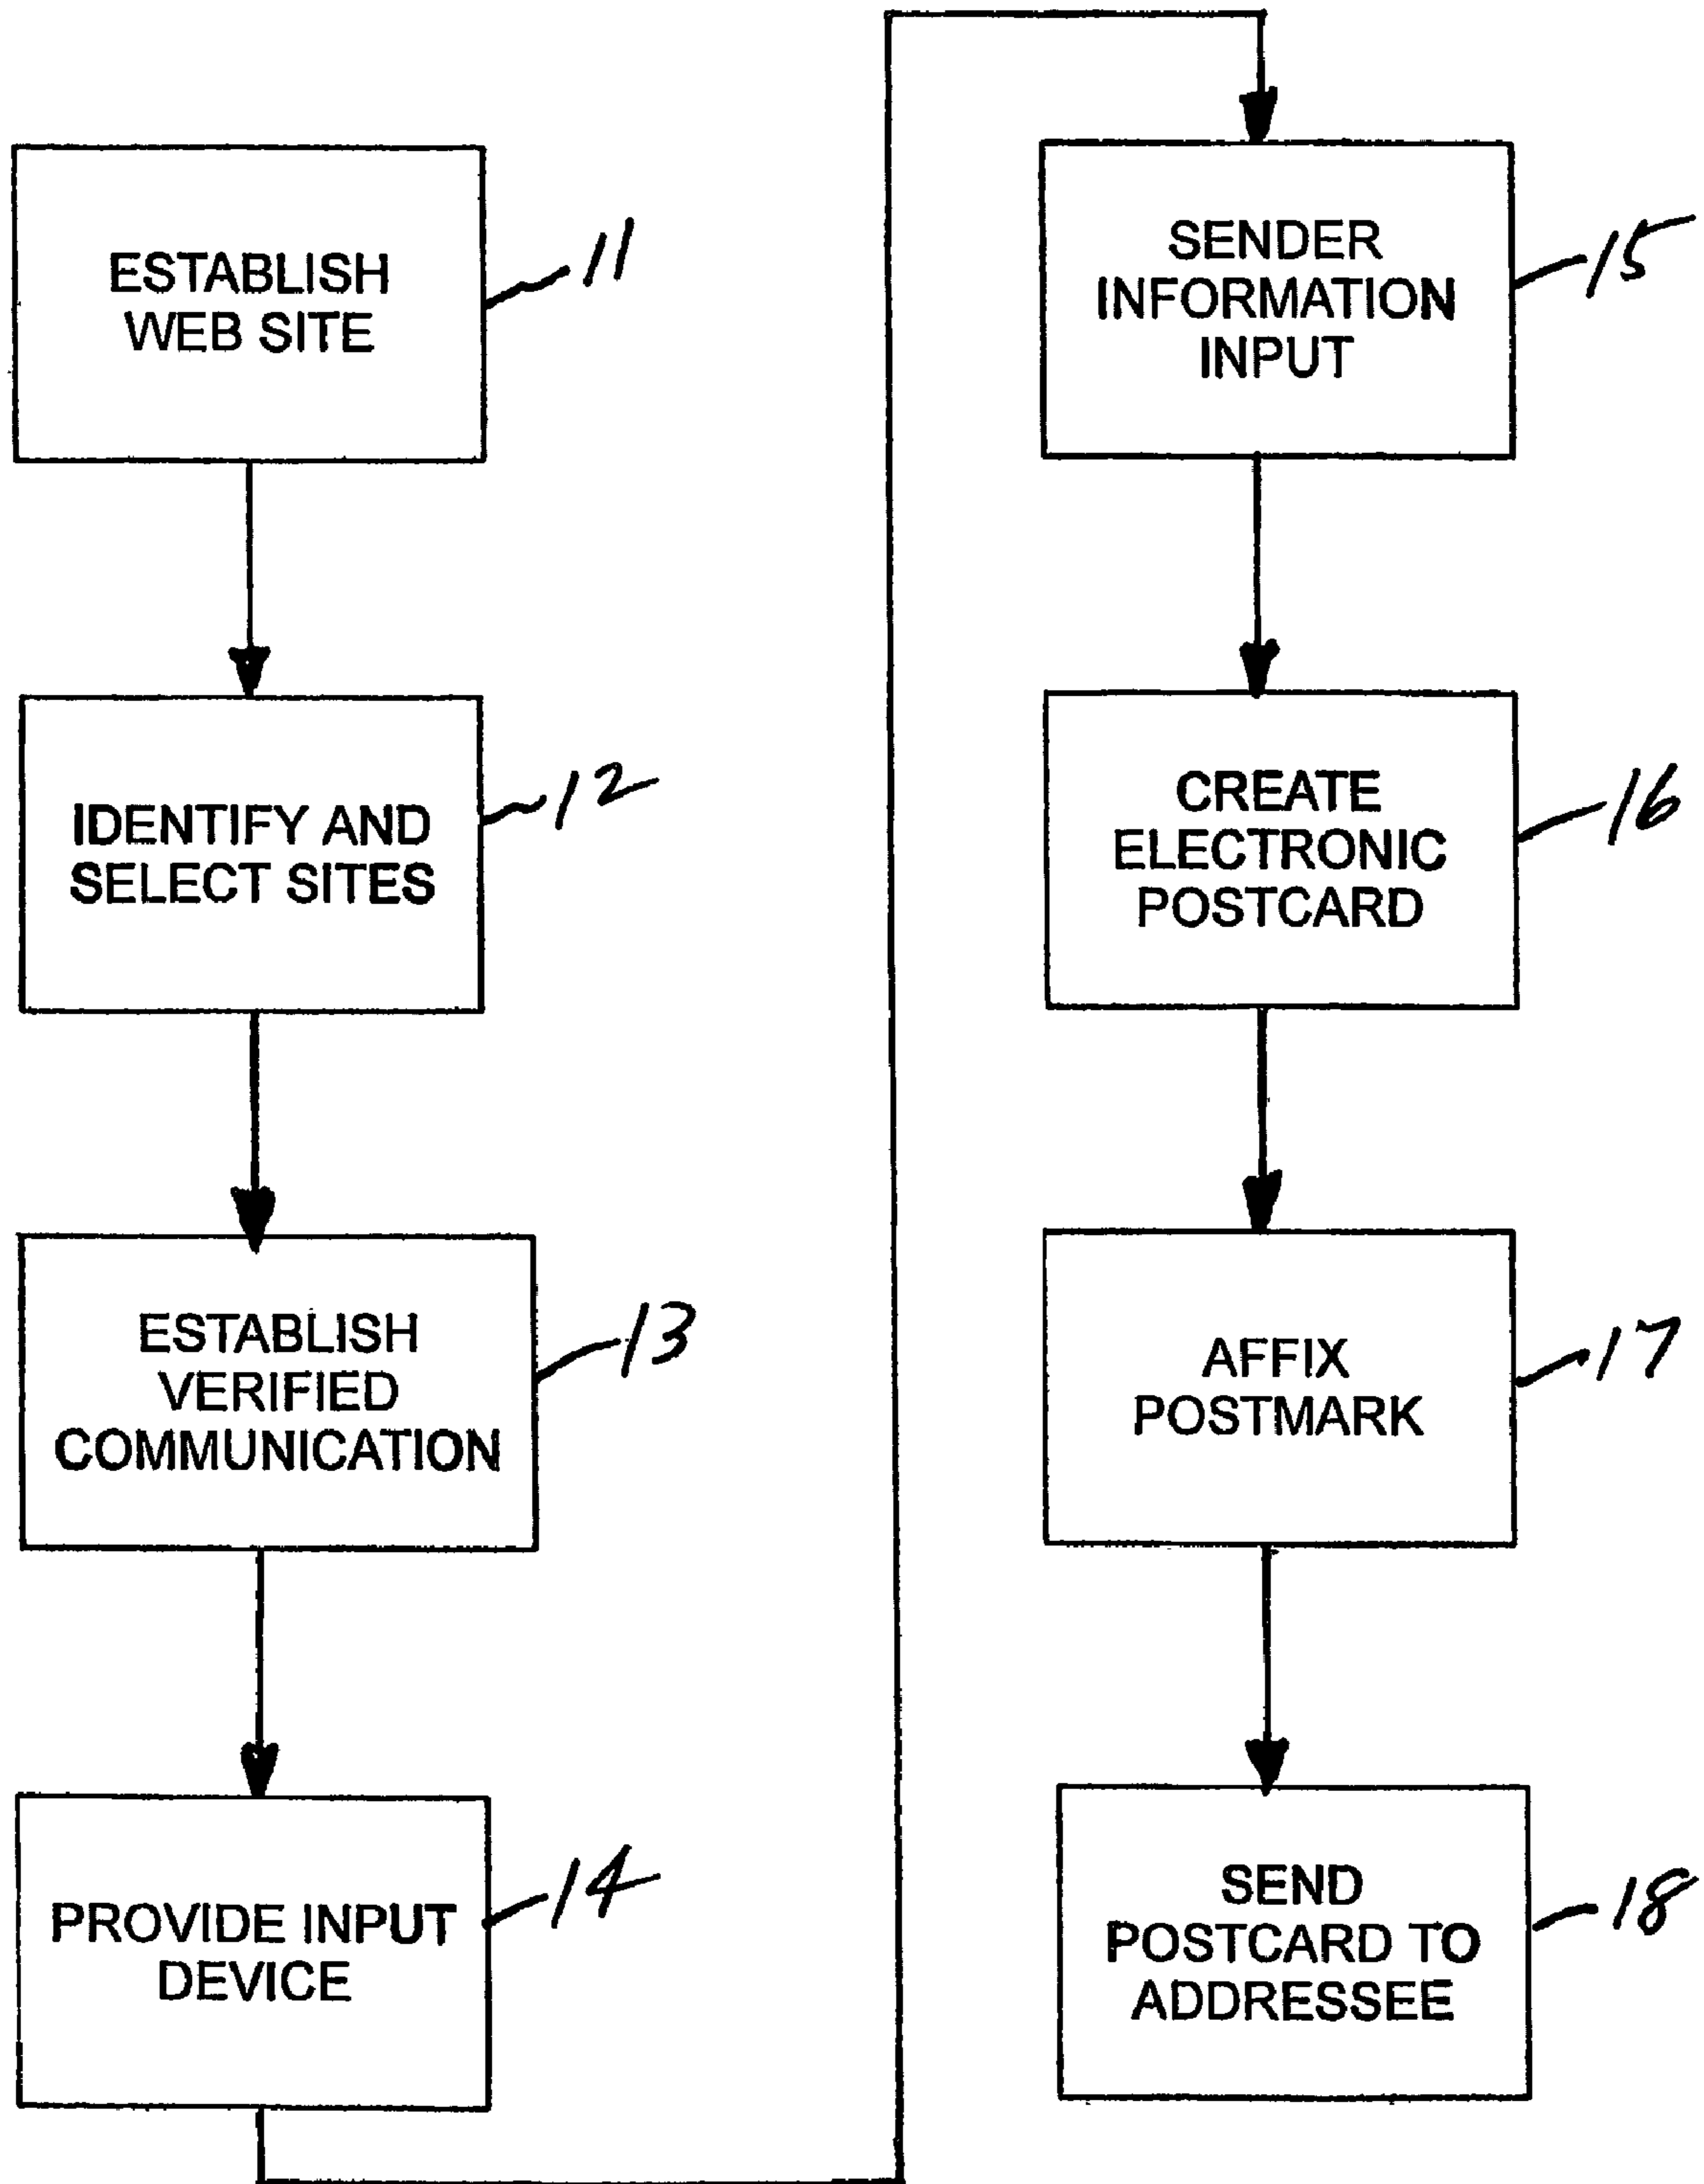 ESTABLISH
WEB SITE
11
IDENTIFY AND
SELECT SITES
12
ESTABLISH
VERIFIED
COMMUNICATION
13
PROVIDE INPUT
DEVICE
14
SENDER
INFORMATION
INPUT
15
CREATE
ELECTRONIC
POSTCARD
16
AFFIX
POSTMARK
17
SEND
POSTCARD TO
ADDRESSEE
18